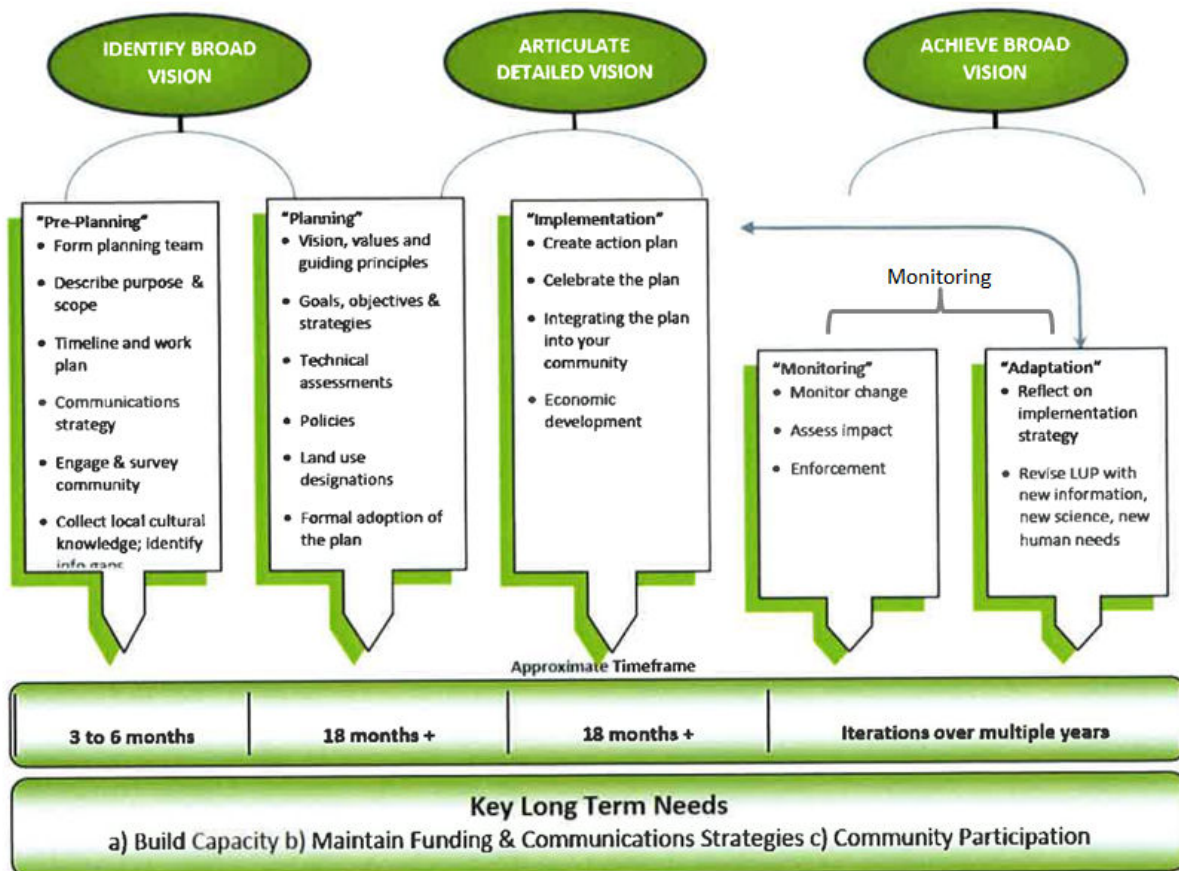 IDENTIFY BROAD
VISION
ARTICULATE
DETAILED VISION
ACHIEVE BROAD
VISION
"Pre-Planning"
• Form planning team
• Describe purpose & 
scope
• Timeline and work
plan
• Communications
strategy
• Engage & survey
community
• Collect local cultural
knowledge; identify
info gaps
"Planning"
• Vision, values and
guiding principles
• Goals, objectives &
strategies
• Technical
assessments
• Policies
• Land use
designations
• Formal adoption of
the plan
"Implementation"
• Create action plan
• Celebrate the plan
• Integrating the plan
into your
community
• Economic
development
Monitoring
"Monitoring"
• Monitor change
• Assess impact
• Enforcement
"Adaptation"
• Reflect on
implementation
strategy
• Revise LUP with
new information,
new science, new
human needs
Approximate Timeframe
3 to 6 months
18 months +
18 months +
Iterations over multiple years
Key Long Term Needs
a) Build Capacity b) Maintain Funding & Communications Strategies c) Community Participation